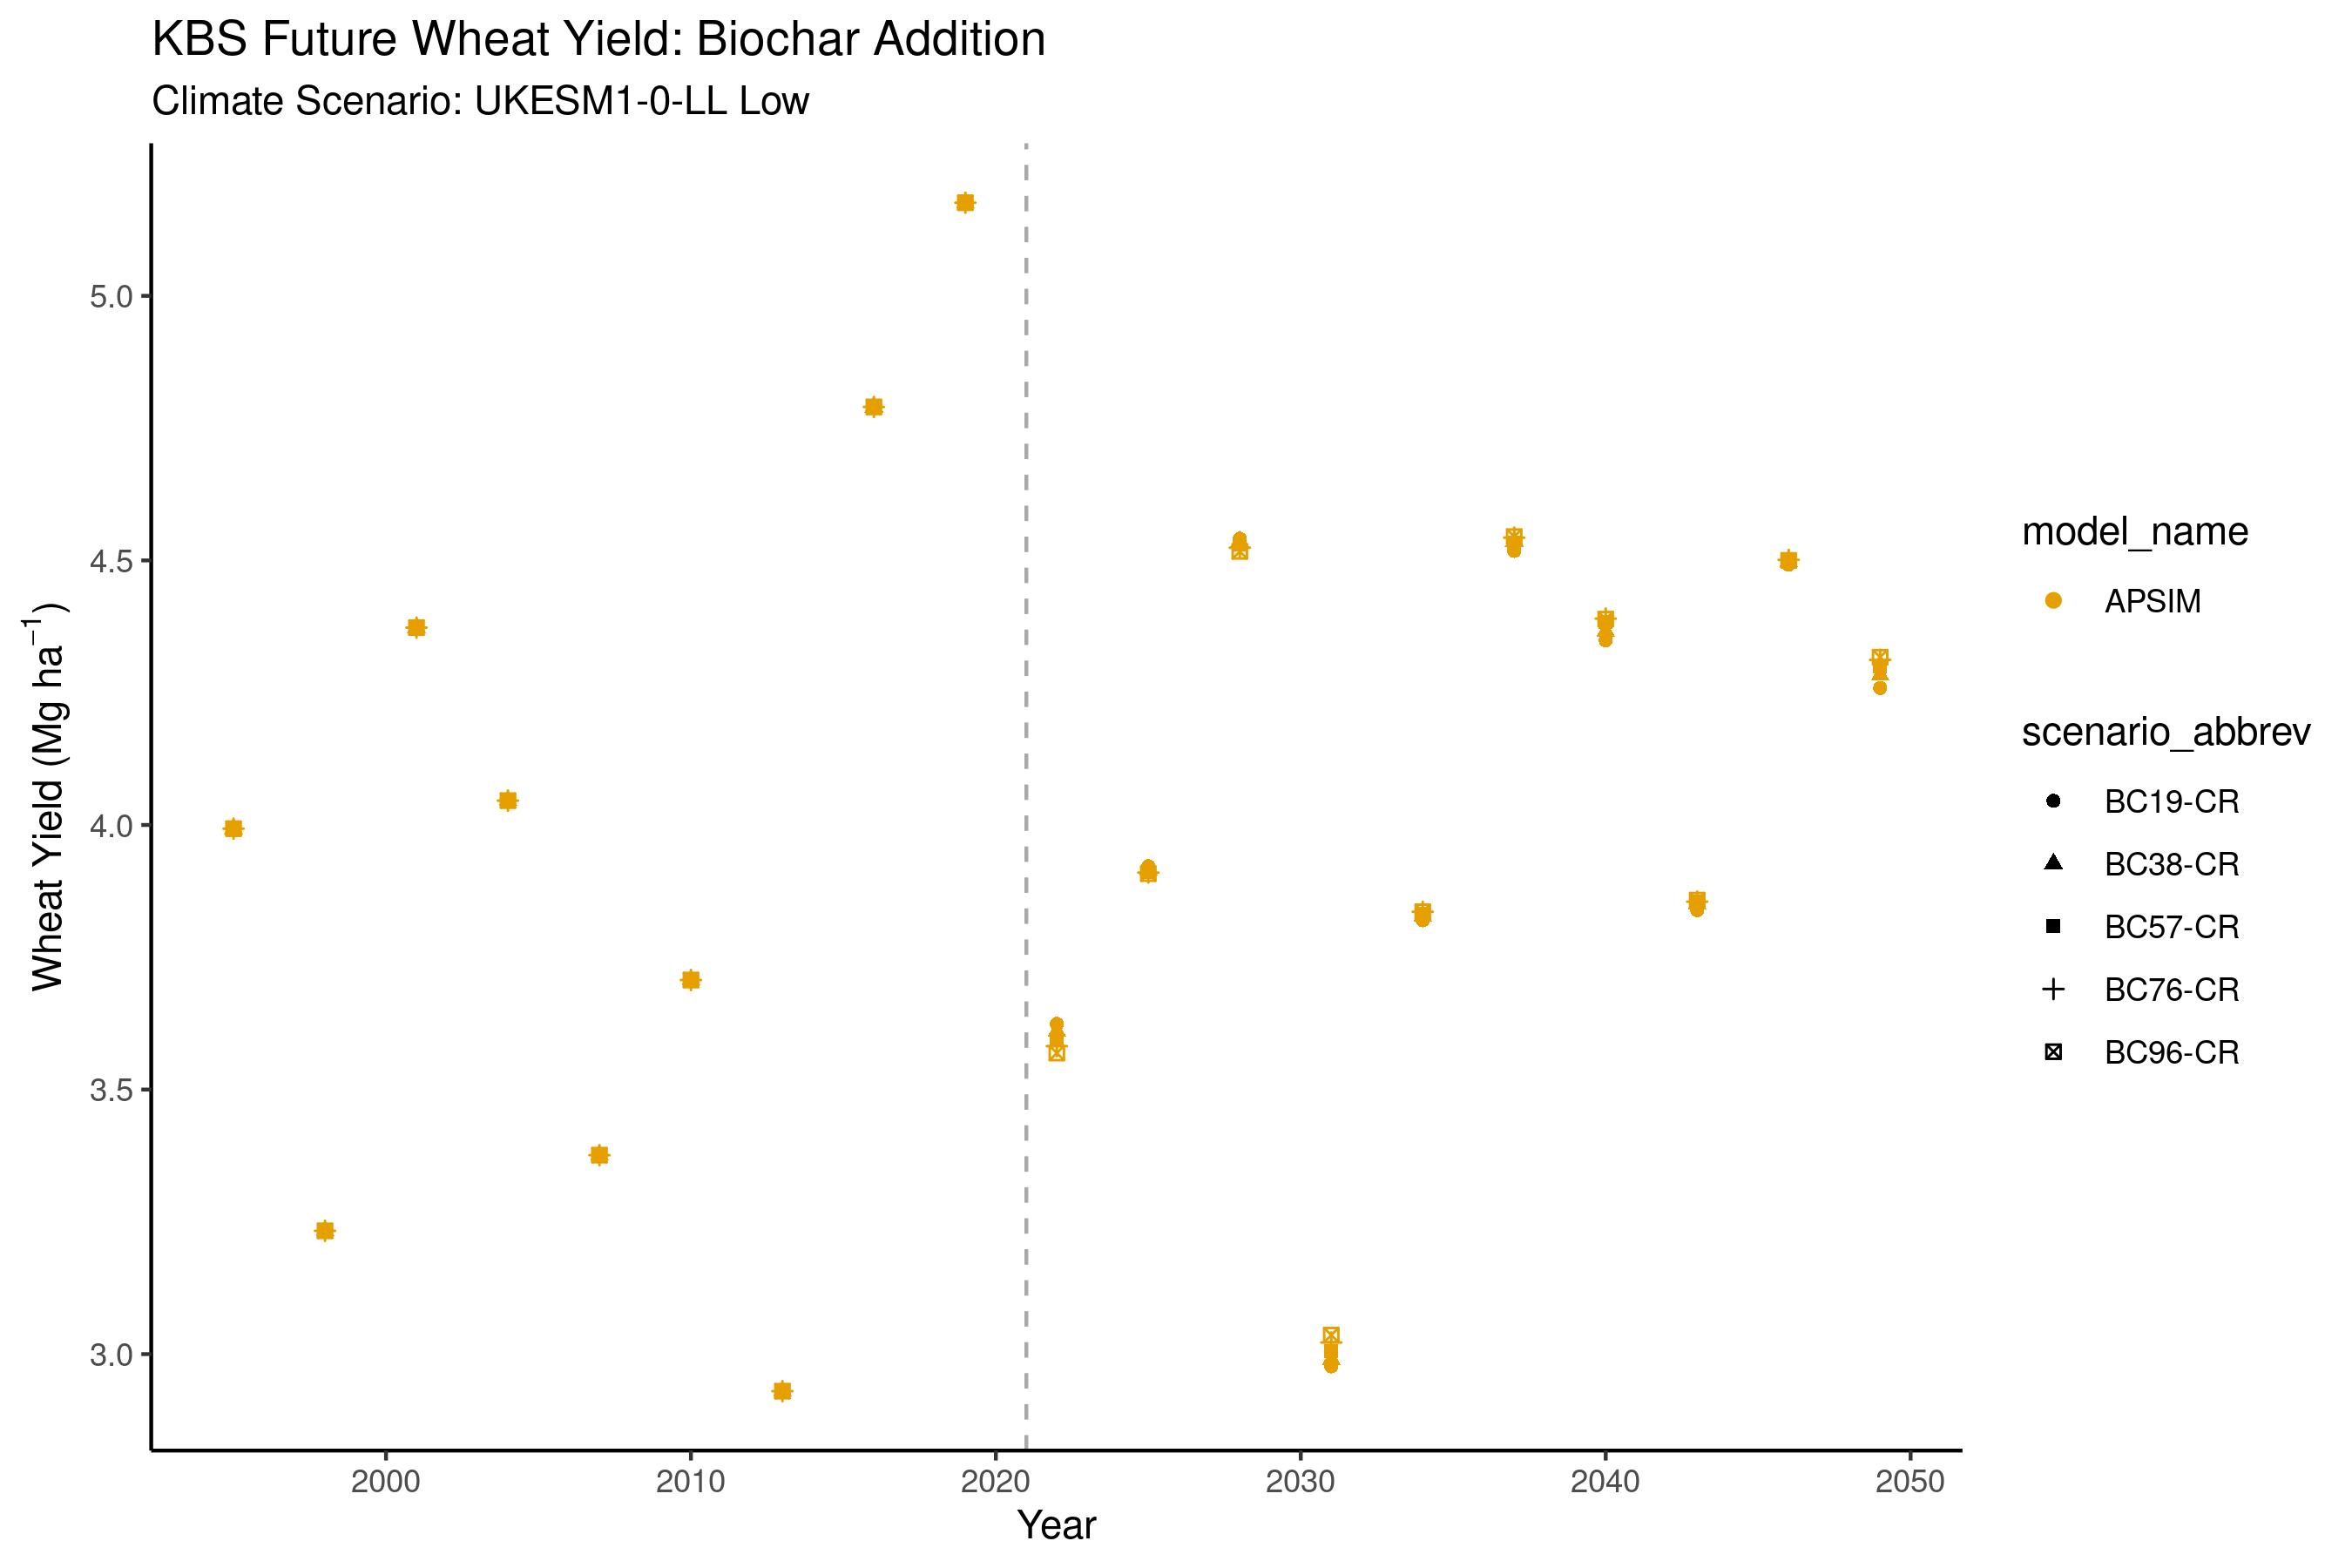 KBS Future Wheat Yield: Biochar Addition
Climate Scenario: UKESM1-0-LL Low
Wheat Yield (Mg ha⁻¹)
5.0
4.5
4.0
3.5
3.0
2000
2010
2020
2030
2040
2050
Year
model_name
APSIM
scenario_abbrev
BC19-CR
BC38-CR
BC57-CR
BC76-CR
BC96-CR